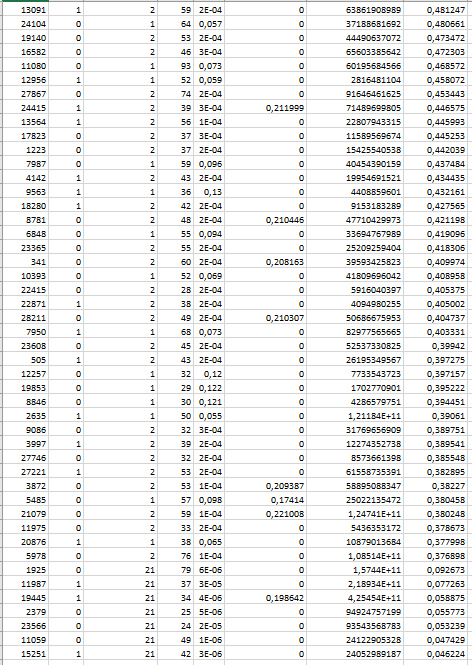 13091 1 2 59 2E-04 0 63861908989 0,481247
24104 0 1 64 0,057 0 37188681692 0,480661
19140 0 2 53 2E-04 0 44490637072 0,473472
16582 0 2 46 3E-04 0 65603385642 0,472303
11080 0 1 93 0,073 0 60195684566 0,468572
12956 1 1 52 0,059 0 2816481104 0,458072
27867 0 2 74 2E-04 0 91646461625 0,453443
24415 1 2 39 3E-04 0,211999 71489699805 0,446575
13564 1 2 56 1E-04 0 22807943315 0,445993
17823 0 2 37 3E-04 0 11589569674 0,445253
1223 0 2 37 2E-04 0 15425540538 0,442039
7987 0 1 59 0,096 0 40454390159 0,437484
4142 1 2 43 2E-04 0 19954691521 0,434435
9563 1 1 36 0,13 0 4408859601 0,432161
18280 1 2 42 2E-04 0 9153183289 0,427565
8781 0 2 48 2E-04 0,210446 47710429973 0,421198
6848 0 1 55 0,094 0 33694767989 0,419096
23365 0 2 55 2E-04 0 25209259404 0,418306
341 0 2 60 2E-04 0,208163 39593425823 0,409974
10393 0 1 52 0,069 0 41809696042 0,408958
22415 0 2 28 2E-04 0 5916040397 0,405375
22871 1 2 38 2E-04 0 4094980255 0,405002
28211 0 2 49 2E-04 0,210307 50686675953 0,404737
7950 1 1 68 0,073 0 82977565665 0,403331
23608 0 2 45 2E-04 0 52537330825 0,39942
505 1 2 43 2E-04 0 26195349567 0,397275
12257 0 1 32 0,12 0 7733543723 0,397157
19853 0 1 29 0,122 0 1702770901 0,395222
8846 0 1 30 0,121 0 4286579751 0,394451
2635 1 1 50 0,055 0 1,21184E+11 0,39061
9086 0 2 32 3E-04 0 31769656909 0,389751
3997 1 2 39 2E-04 0 12274352738 0,389541
27746 0 2 32 2E-04 0 8573661398 0,385548
27221 1 2 53 2E-04 0 61558735391 0,382895
3872 0 2 53 1E-04 0,209387 58895088347 0,38227
5485 0 1 57 0,098 0,17414 25022135472 0,380458
21079 0 2 59 1E-04 0,221008 1,24741E+11 0,380248
11975 0 2 33 2E-04 0 5436353172 0,378673
20876 1 1 38 0,065 0 10879013684 0,377998
5978 0 2 76 1E-04 0 1,08514E+11 0,376898
1925 0 21 79 6E-06 0 1,5744E+11 0,092673
11987 1 21 37 3E-05 0 2,18934E+11 0,077263
19445 1 21 34 4E-06 0,198642 4,25454E+11 0,058875
2379 0 21 25 5E-06 0 94924757199 0,055773
23566 0 21 24 2E-05 0 93543568783 0,053239
11059 0 21 49 1E-06 0 24122905328 0,047429
15251 1 21 42 3E-06 0 24052989187 0,046224